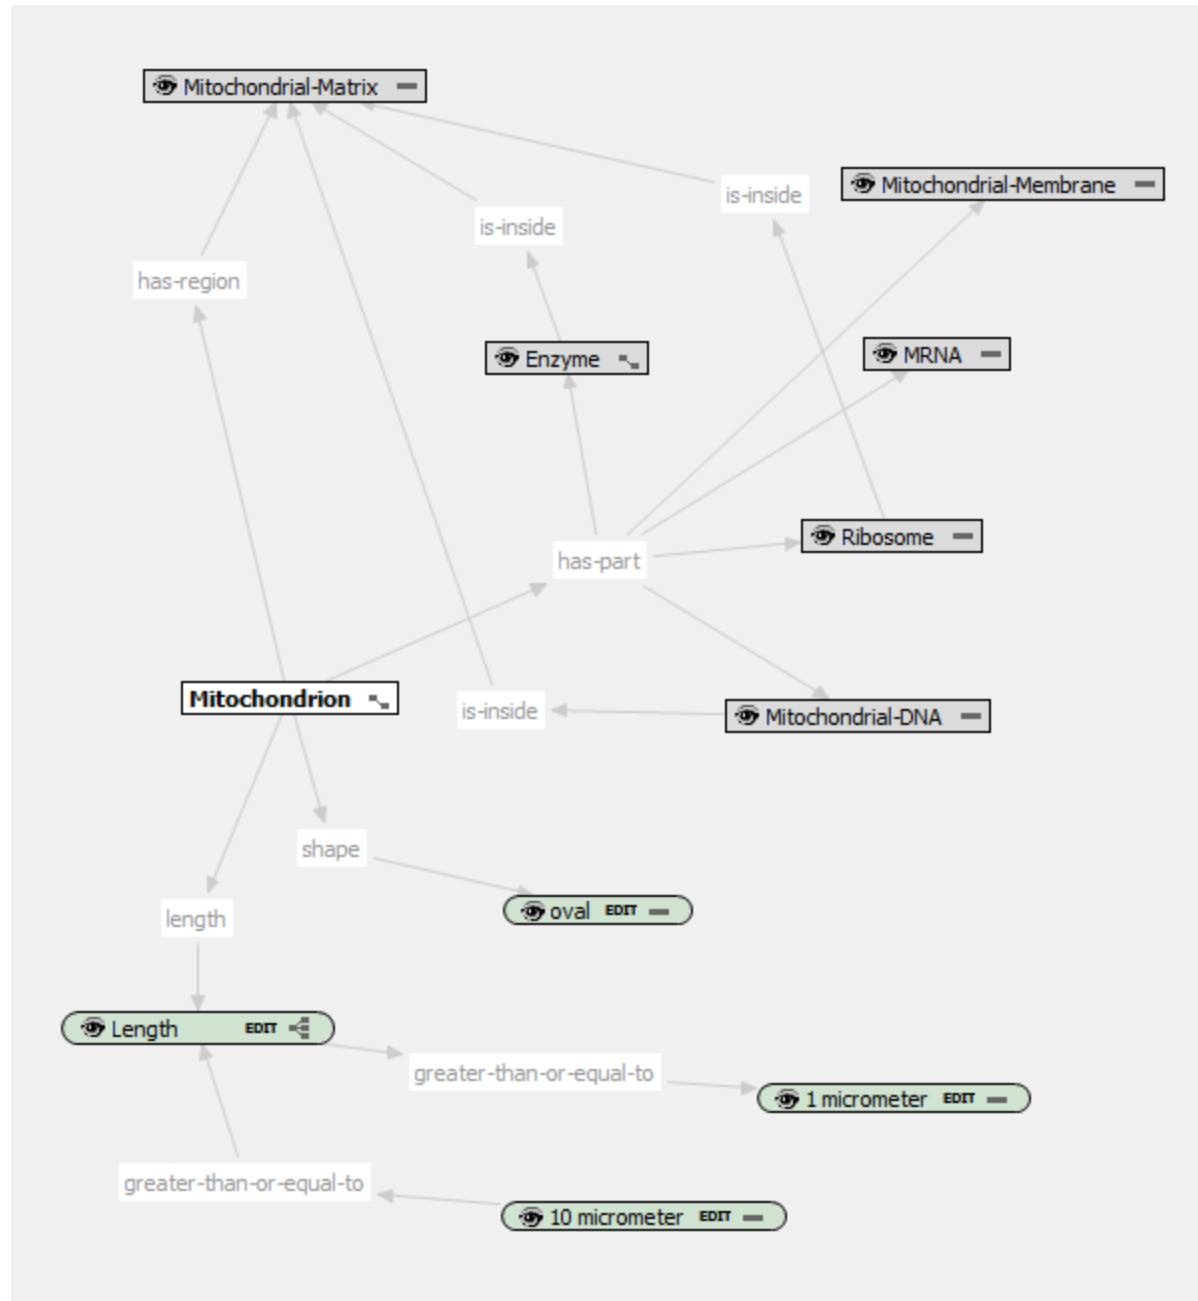 Mitochondrial-Matrix
Mitochondrial-Membrane
is-inside
is-inside
has-region
Enzyme
MRNA
Ribosome
has-part
Mitochondrion
is-inside
Mitochondrial-DNA
shape
oval EDIT
length
Length EDIT
greater-than-or-equal-to
1 micrometer EDIT
greater-than-or-equal-to
10 micrometer EDIT